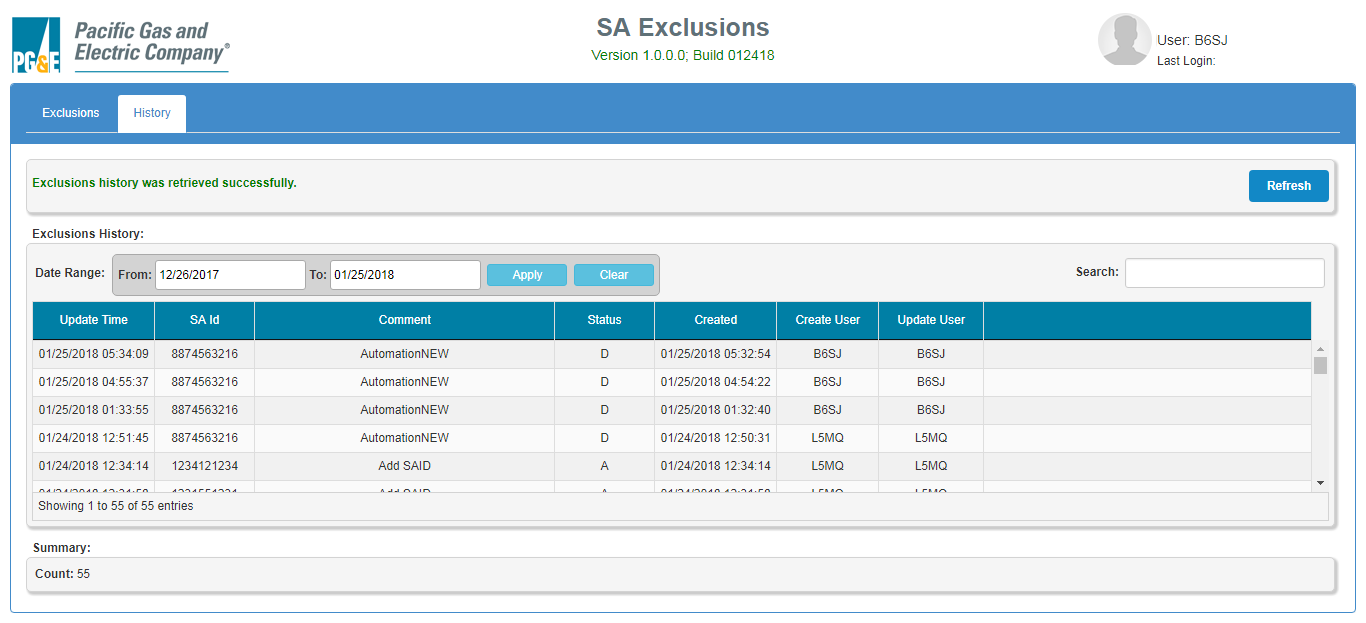 PG&E Pacific Gas and
Electric Company®
SA Exclusions
Version 1.0.0.0; Build 012418
User: B6SJ
Last Login:
Exclusions History
Exclusions history was retrieved successfully. Refresh
Exclusions History:
Date Range: From: 12/26/2017 To: 01/25/2018 Apply Clear Search:
Update Time SA Id Comment Status Created Create User Update User
01/25/2018 05:34:09 8874563216 AutomationNEW D 01/25/2018 05:32:54 B6SJ B6SJ
01/25/2018 04:55:37 8874563216 AutomationNEW D 01/25/2018 04:54:22 B6SJ B6SJ
01/25/2018 01:33:55 8874563216 AutomationNEW D 01/25/2018 01:32:40 B6SJ B6SJ
01/24/2018 12:51:45 8874563216 AutomationNEW D 01/24/2018 12:50:31 L5MQ L5MQ
01/24/2018 12:34:14 1234121234 Add SAID A 01/24/2018 12:34:14 L5MQ L5MQ
Showing 1 to 55 of 55 entries
Summary:
Count: 55